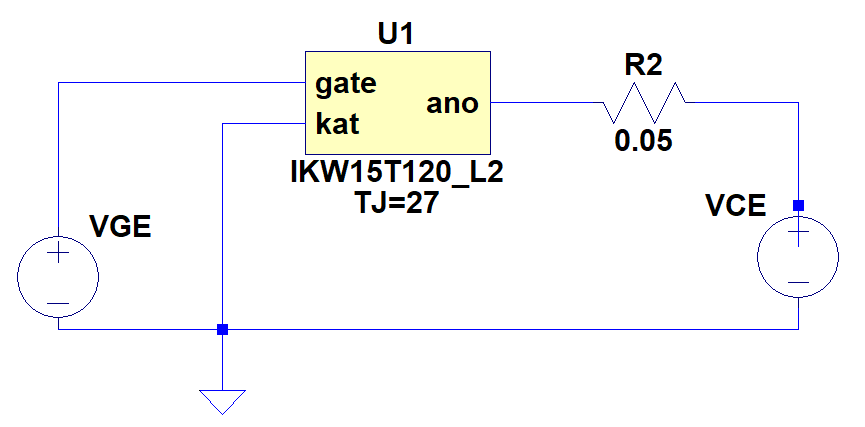 U1
R2
gate
ano
kat
0.05
IKW15T120_L2
TJ=27
VGE
VCE